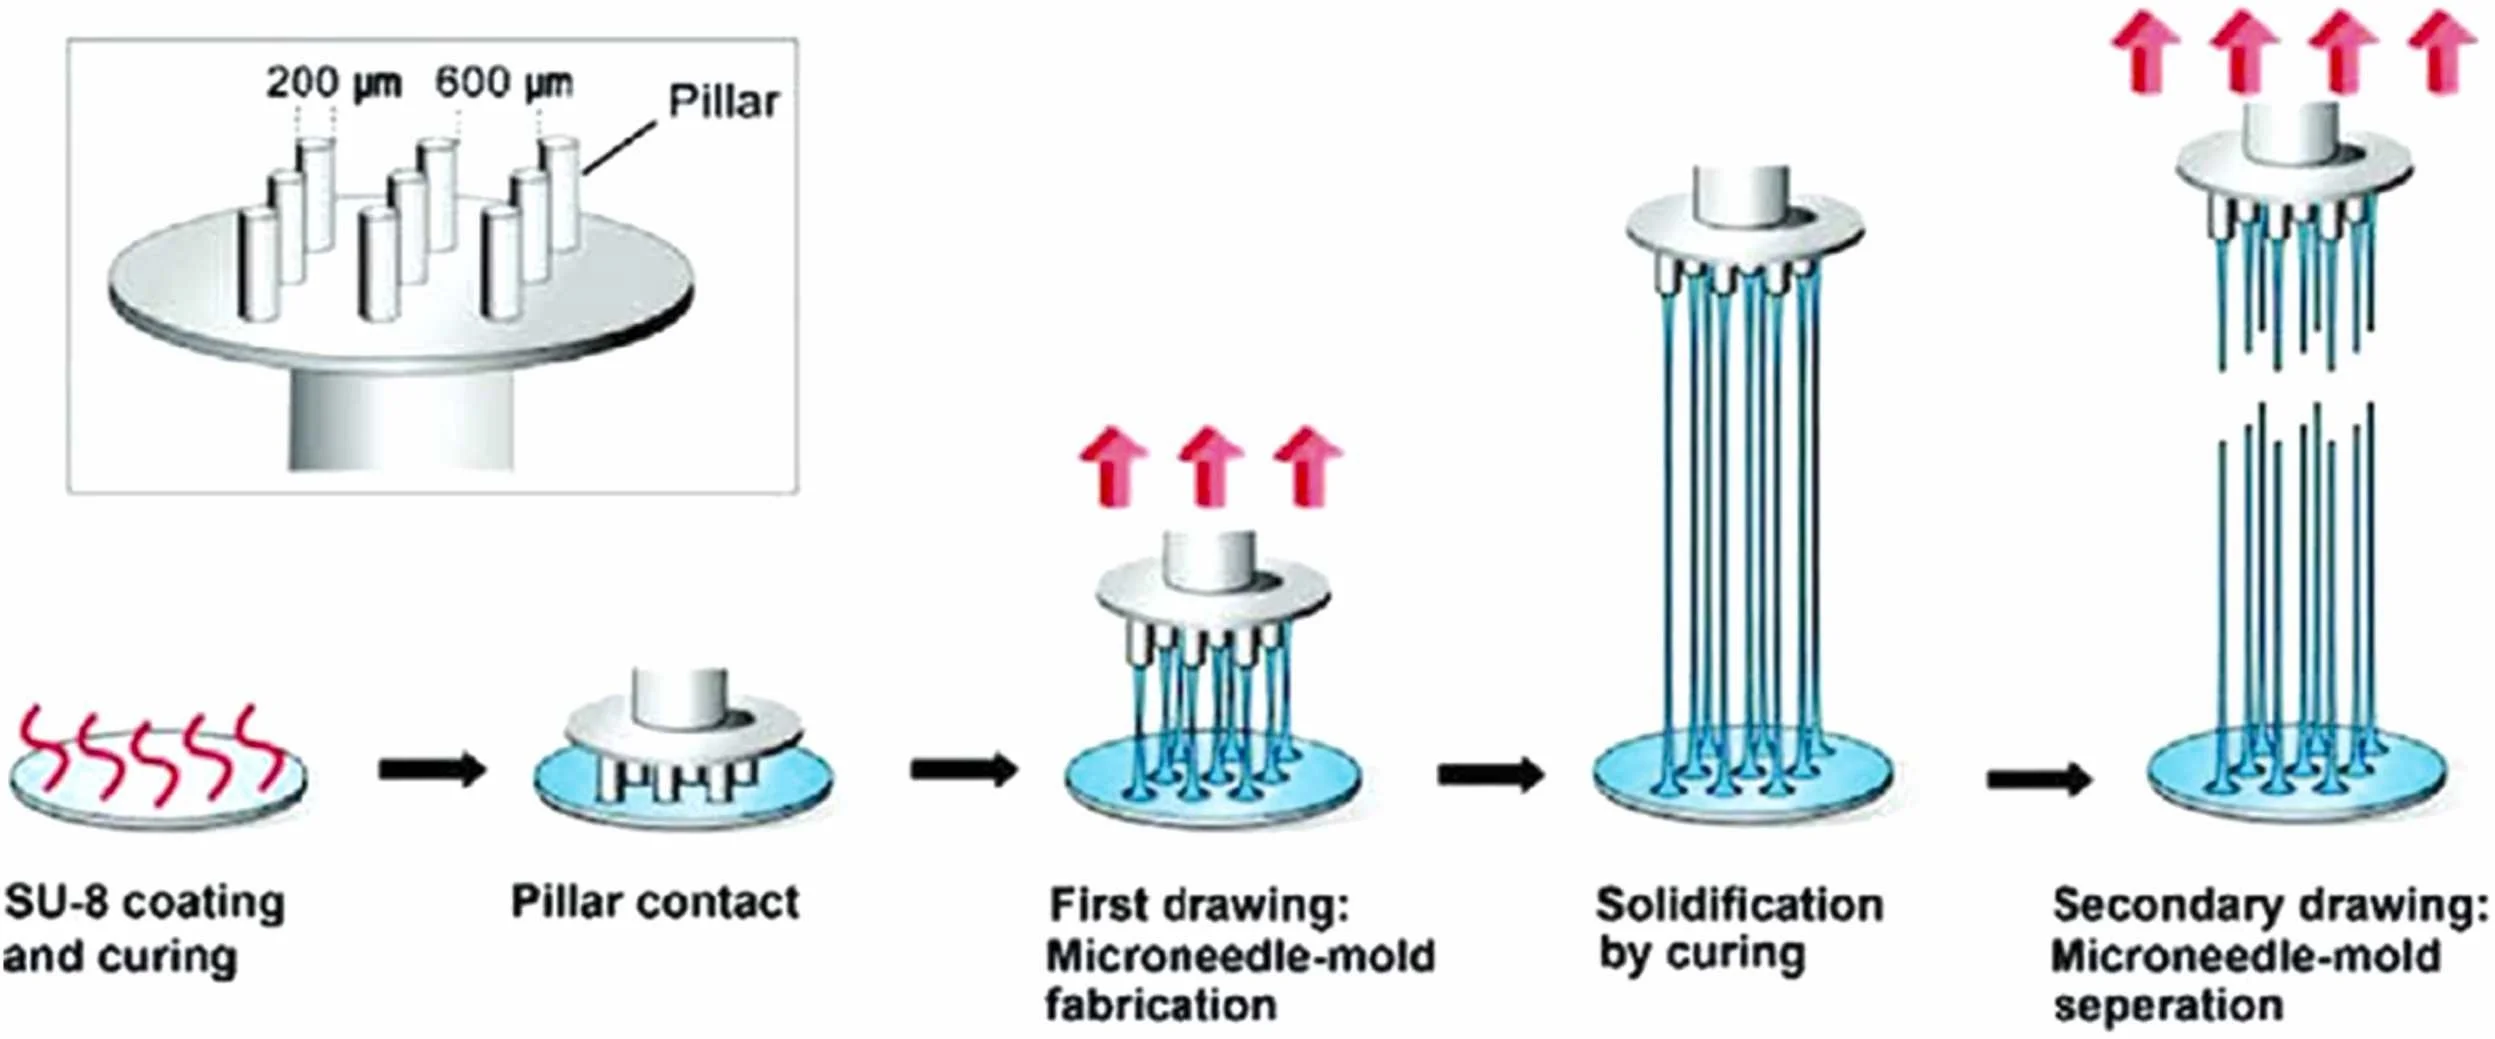 200 µm 600 µm
Pillar
SU-8 coating
and curing
Pillar contact
First drawing:
Microneedle-mold
fabrication
Solidification
by curing
Secondary drawing:
Microneedle-mold
seperation